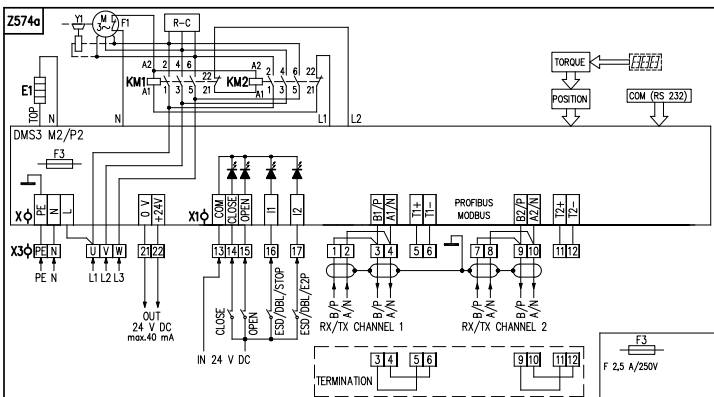 Z574a
Y1
M
3~
F1
R-C
A2 2 4 6 22 A2 2 4 6 22
KM1 KM2
A1 1 3 5 21 A1 1 3 5 21
E1
TOP N N L1 L2
TORQUE
POSITION
COM (RS 232)
DMS3 M2/P2
F3
X PE N L
0 V +24V
X1 COM CLOSE OPEN I1 I2
B1/P A1/N T1+ T1-
PROFIBUS
MODBUS
B2/P A2/N T2+ T2-
X3 PE N U V W 21 22 13 14 15 16 17 1 2 3 4 5 6 7 8 9 10 11 12
PE N L1 L2 L3
OUT
24 V DC
max.40 mA
CLOSE OPEN ESD/DBL/STOP ESD/DBL/E2P
IN 24 V DC
B/P A/N B/P A/N B/P A/N B/P A/N
RX/TX CHANNEL 1 RX/TX CHANNEL 2
TERMINATION 3 4 5 6 9 10 11 12
F3
F 2,5 A/250V